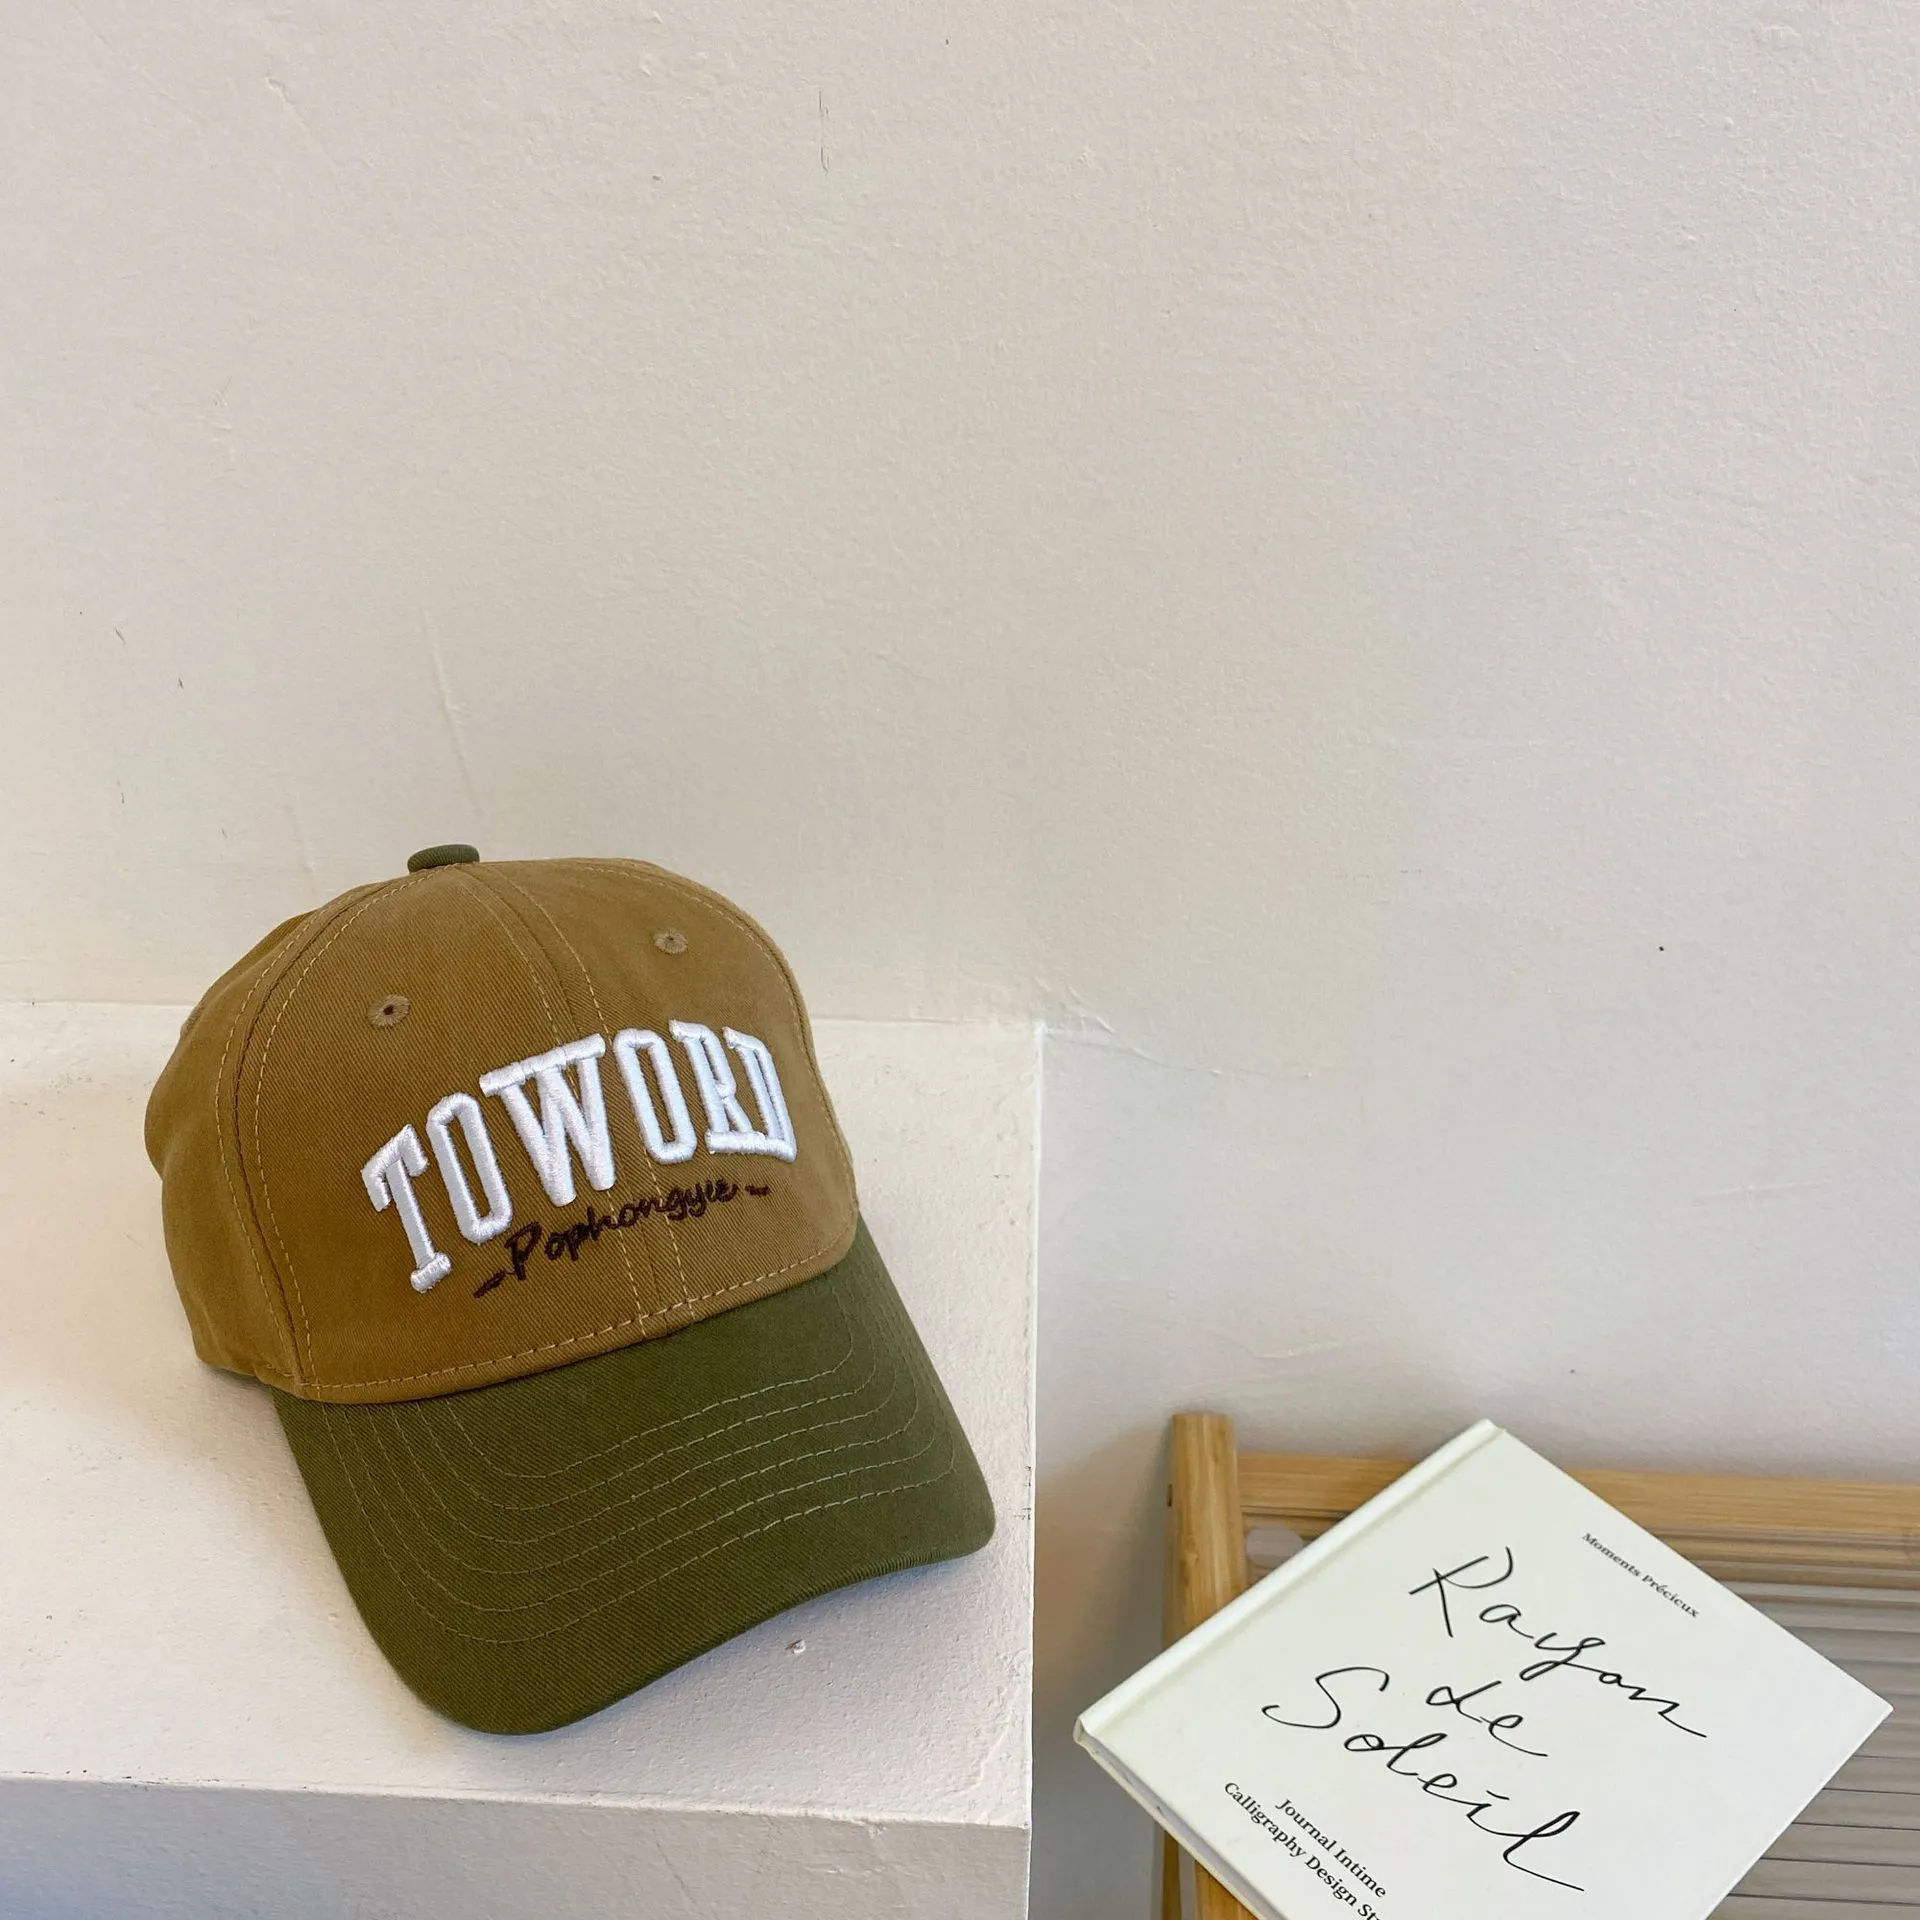 TOWORD
Pophongyie
Moments Précieux
Rayon
de
Soleil
Journal Intime
Calligraphy Design